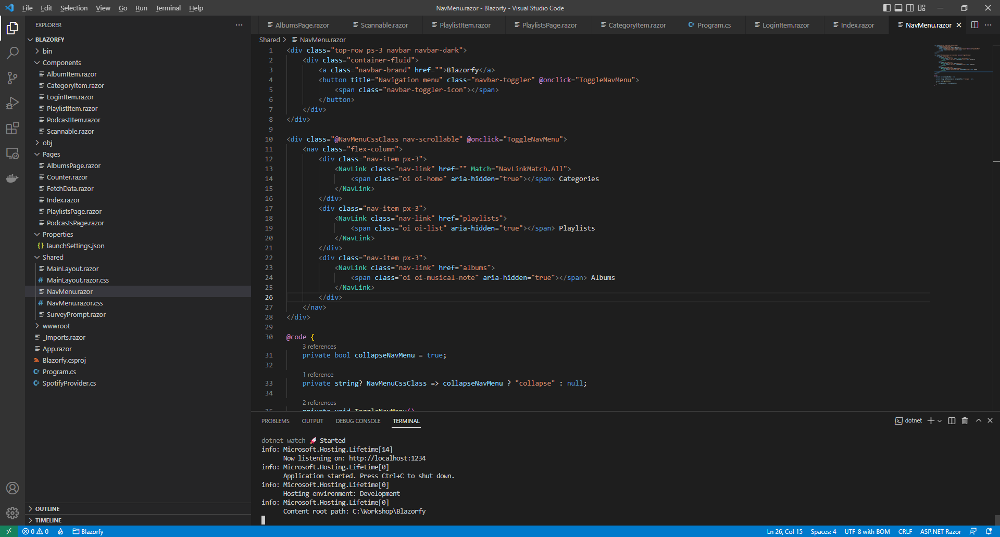 File Edit Selection View Go Run Terminal Help
NavMenu.razor - Blazorfy - Visual Studio Code
EXPLORER
BLAZORFY
bin
Components
AlbumItem.razor
CategoryItem.razor
LoginItem.razor
PlaylistItem.razor
PodcastItem.razor
Scannable.razor
obj
Pages
AlbumsPage.razor
Counter.razor
FetchData.razor
Index.razor
PlaylistsPage.razor
PodcastsPage.razor
Properties
{} launchSettings.json
Shared
MainLayout.razor
# MainLayout.razor.css
NavMenu.razor
# NavMenu.razor.css
SurveyPrompt.razor
wwwroot
_Imports.razor
App.razor
Blazorfy.csproj
C# Program.cs
C# SpotifyProvider.cs
OUTLINE
TIMELINE
AlbumsPage.razor Scannable.razor PlaylistItem.razor PlaylistsPage.razor CategoryItem.razor C# Program.cs LoginItem.razor Index.razor NavMenu.razor
Shared > NavMenu.razor
1 <div class="top-row ps-3 navbar navbar-dark">
2 <div class="container-fluid">
3 <a class="navbar-brand" href="">Blazorfy</a>
4 <button title="Navigation menu" class="navbar-toggler" @onclick="ToggleNavMenu">
5 <span class="navbar-toggler-icon"></span>
6 </button>
7 </div>
8 </div>
9
10 <div class="@NavMenuCssClass nav-scrollable" @onclick="ToggleNavMenu">
11 <nav class="flex-column">
12 <div class="nav-item px-3">
13 <NavLink class="nav-link" href="" Match="NavLinkMatch.All">
14 <span class="oi oi-home" aria-hidden="true"></span> Categories
15 </NavLink>
16 </div>
17 <div class="nav-item px-3">
18 <NavLink class="nav-link" href="playlists">
19 <span class="oi oi-list" aria-hidden="true"></span> Playlists
20 </NavLink>
21 </div>
22 <div class="nav-item px-3">
23 <NavLink class="nav-link" href="albums">
24 <span class="oi oi-musical-note" aria-hidden="true"></span> Albums
25 </NavLink>
26 </div>
27 </nav>
28 </div>
29
30 @code {
3 references
31 private bool collapseNavMenu = true;
32
1 reference
33 private string? NavMenuCssClass => collapseNavMenu ? "collapse" : null;
34
2 references
35 private void ToggleNavMenu()
PROBLEMS OUTPUT DEBUG CONSOLE TERMINAL
dotnet
dotnet watch 🚀 Started
info: Microsoft.Hosting.Lifetime[14]
Now listening on: http://localhost:1234
info: Microsoft.Hosting.Lifetime[0]
Application started. Press Ctrl+C to shut down.
info: Microsoft.Hosting.Lifetime[0]
Hosting environment: Development
info: Microsoft.Hosting.Lifetime[0]
Content root path: C:\Workshop\Blazorfy
0 0 Blazorfy
Ln 26, Col 15 Spaces: 4 UTF-8 with BOM CRLF ASP.NET Razor